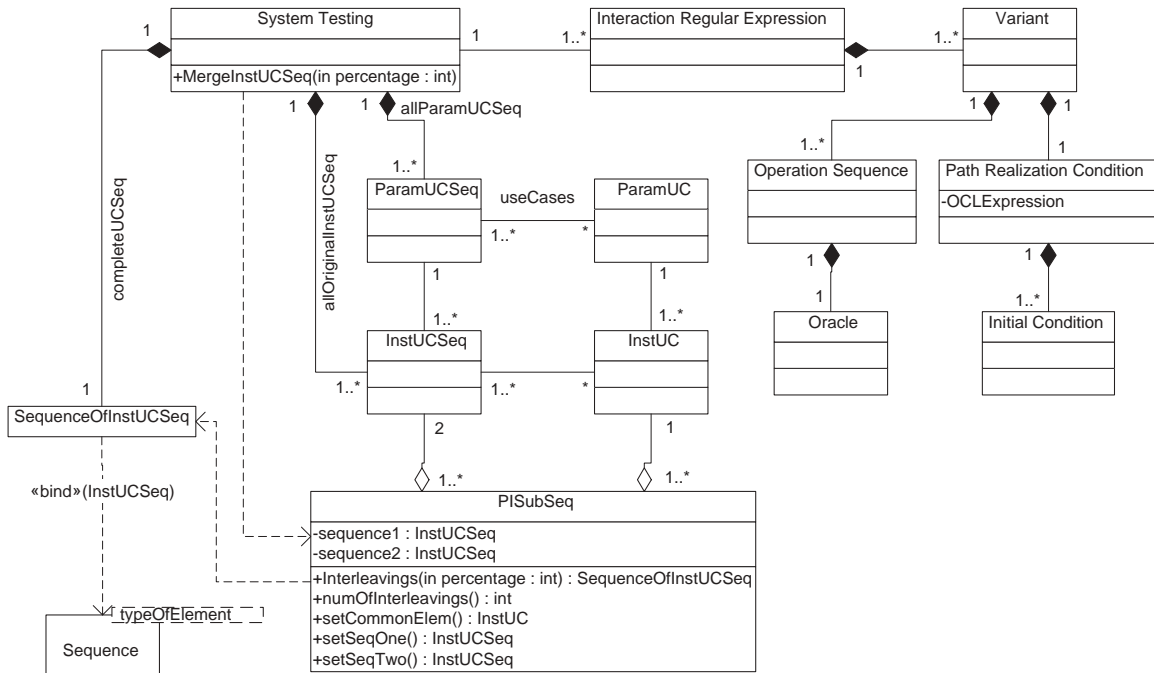 System Testing
Interaction Regular Expression
Variant
1
1
1..*
1..*
1
+MergeInstUCSeq(in percentage : int)
1
1
allParamUCSeq
1
1
1..*
1..*
1
ParamUCSeq
ParamUC
Operation Sequence
Path Realization Condition
useCases
-OCLExpression
1..*
*
completeUCSeq
allOriginalInstUCSeq
1
1
1
1
1..*
1..*
1
1..*
InstUCSeq
InstUC
Oracle
Initial Condition
1
1..*
1..*
*
SequenceOfInstUCSeq
2
1
1..*
1..*
«bind»(InstUCSeq)
PISubSeq
-sequence1 : InstUCSeq
-sequence2 : InstUCSeq
+Interleavings(in percentage : int) : SequenceOfInstUCSeq
+numOfInterleavings() : int
+setCommonElem() : InstUC
+setSeqOne() : InstUCSeq
+setSeqTwo() : InstUCSeq
typeOfElement
Sequence